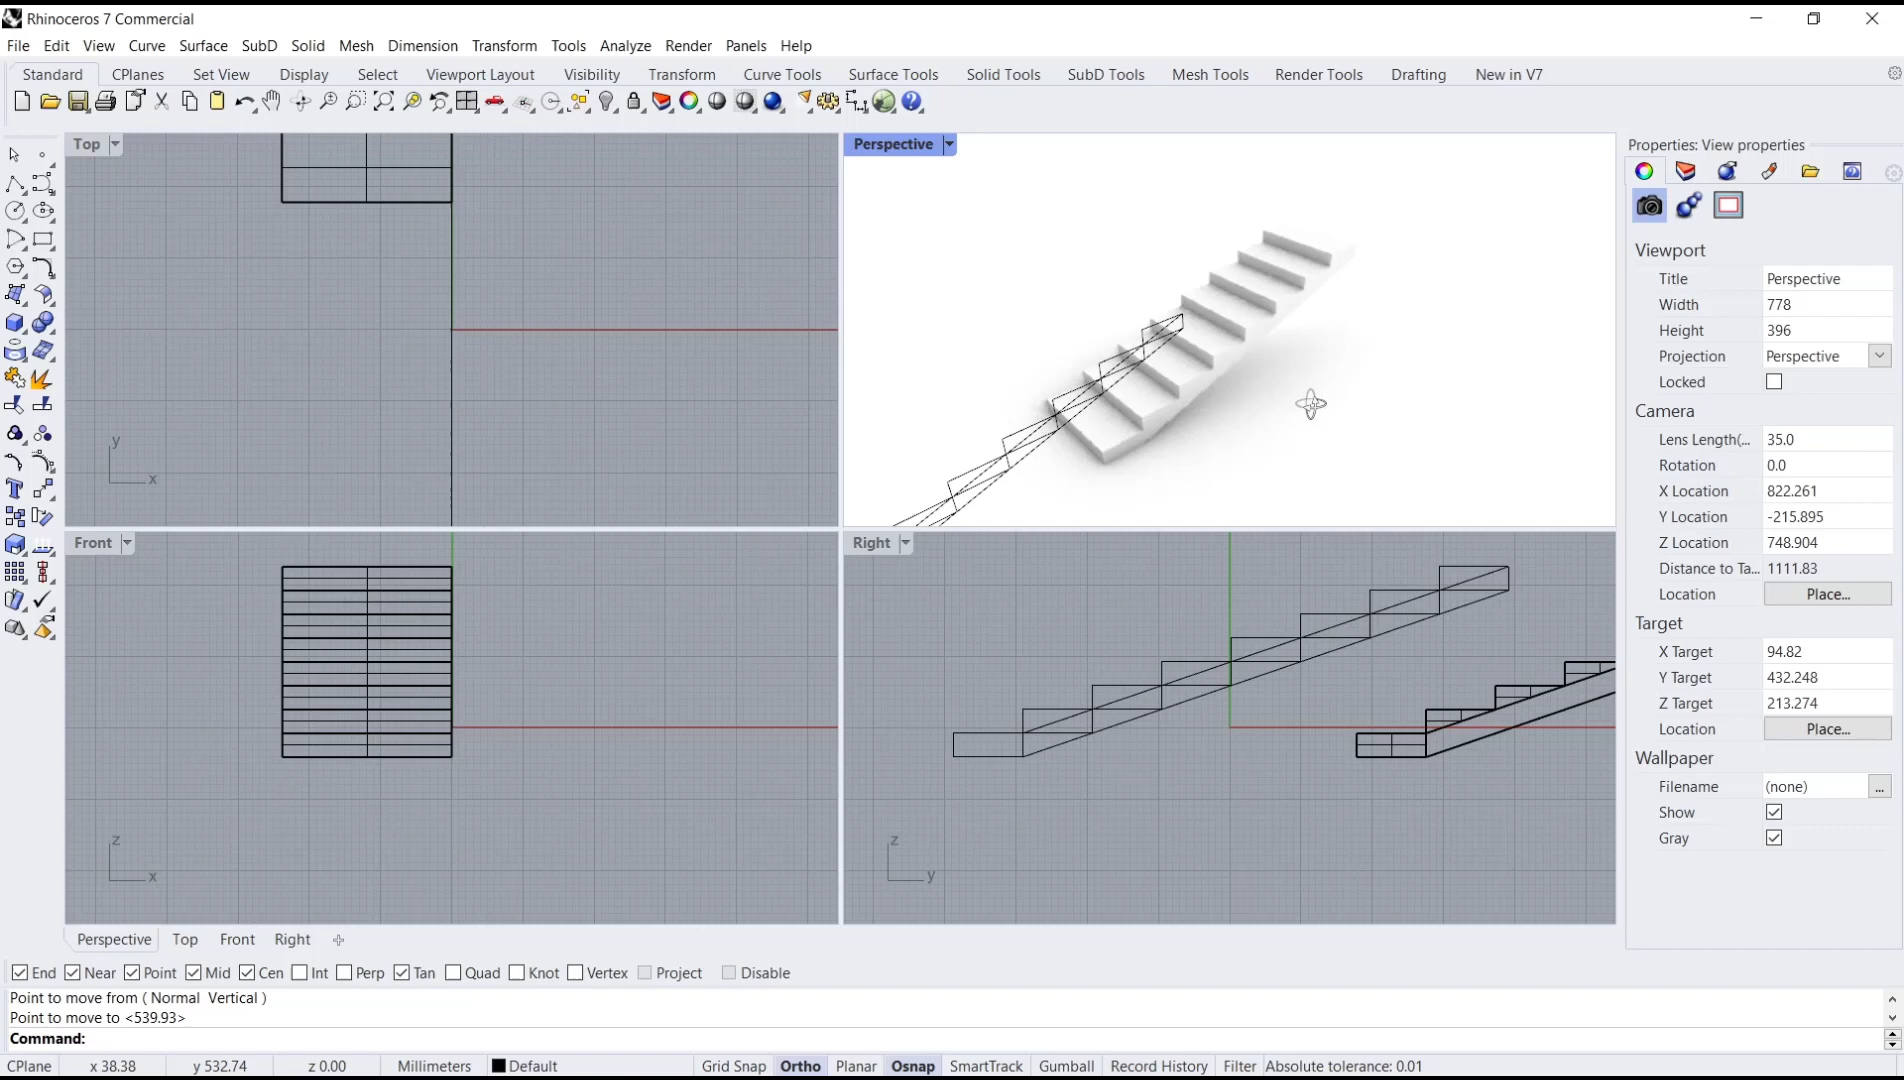 Rhinoceros 7 Commercial
File Edit View Curve Surface SubD Solid Mesh Dimension Transform Tools Analyze Render Panels Help
Standard CPlanes Set View Display Select Viewport Layout Visibility Transform Curve Tools Surface Tools Solid Tools SubD Tools Mesh Tools Render Tools Drafting New in V7
Top
y
x
Perspective
Front
z
x
Right
z
y
Properties: View properties
Viewport
Title Perspective
Width 778
Height 396
Projection Perspective
Locked
Camera
Lens Length(... 35.0
Rotation 0.0
X Location 822.261
Y Location -215.895
Z Location 748.904
Distance to Ta... 1111.83
Location Place...
Target
X Target 94.82
Y Target 432.248
Z Target 213.274
Location Place...
Wallpaper
Filename (none) ...
Show
Gray
Perspective Top Front Right
End Near Point Mid Cen Int Perp Tan Quad Knot Vertex Project Disable
Point to move from ( Normal Vertical )
Point to move to <539.93>
Command:
CPlane x 38.38 y 532.74 z 0.00 Millimeters Default Grid Snap Ortho Planar Osnap SmartTrack Gumball Record History Filter Absolute tolerance: 0.01